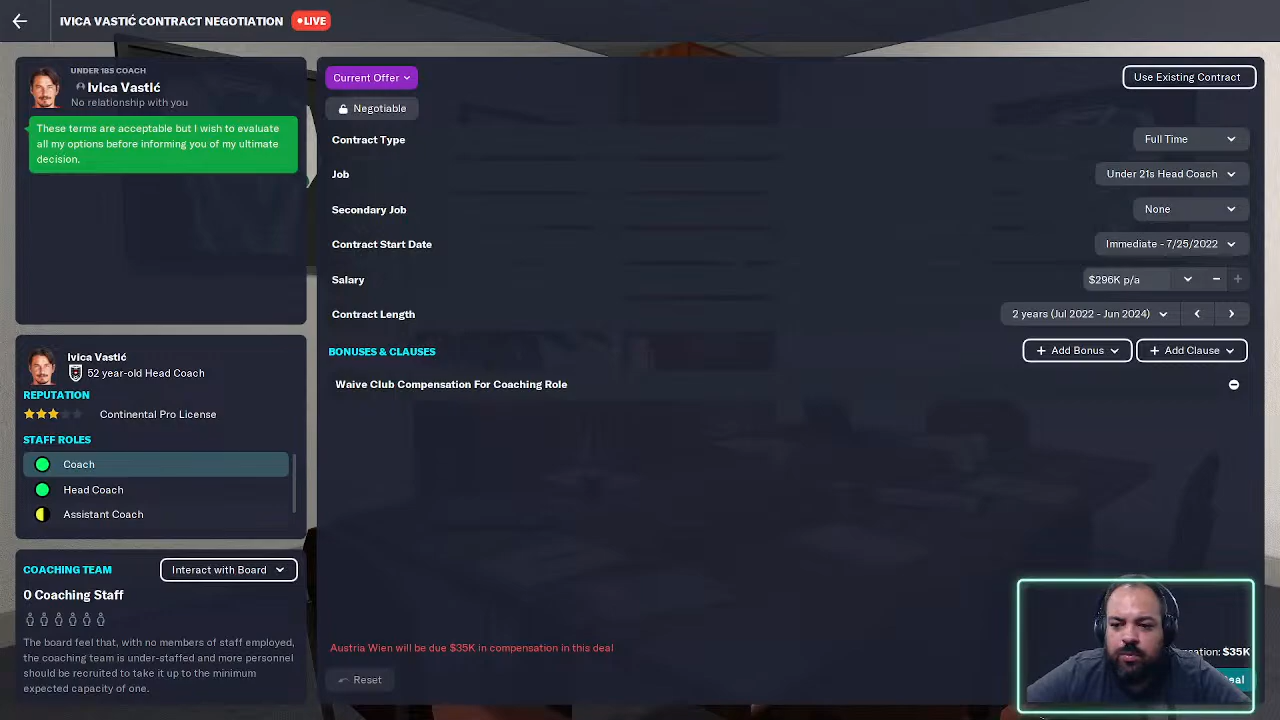 IVICA VASTIĆ CONTRACT NEGOTIATION
LIVE
UNDER 18S COACH
Ivica Vastić
No relationship with you
These terms are acceptable but I wish to evaluate
all my options before informing you of my ultimate
decision.
Ivica Vastić
52 year-old Head Coach
REPUTATION
Continental Pro License
STAFF ROLES
Coach
Head Coach
Assistant Coach
COACHING TEAM
Interact with Board
0 Coaching Staff
The board feel that, with no members of staff employed,
the coaching team is under-staffed and more personnel
should be recruited to take it up to the minimum
expected capacity of one.
Current Offer
Use Existing Contract
Negotiable
Contract Type
Full Time
Job
Under 21s Head Coach
Secondary Job
None
Contract Start Date
Immediate - 7/25/2022
Salary
$296K p/a
Contract Length
2 years (Jul 2022 - Jun 2024)
BONUSES & CLAUSES
+ Add Bonus
+ Add Clause
Waive Club Compensation For Coaching Role
Austria Wien will be due $35K in compensation in this deal
Reset
$35K